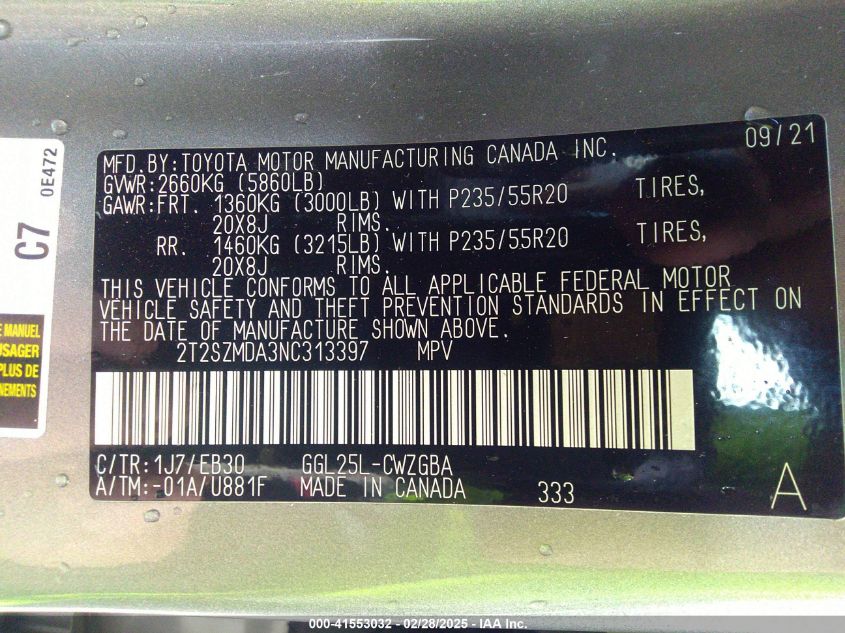 09/21
MFD.BY:TOYOTA MOTOR MANUFACTURING CANADA INC.
GVWR:2660KG (5860LB)
GAWR:FRT. 1360KG (3000LB) WITH P235/55R20 TIRES,
20X8J RIMS.
RR. 1460KG (3215LB) WITH P235/55R20 TIRES,
20X8J RIMS.
THIS VEHICLE CONFORMS TO ALL APPLICABLE FEDERAL MOTOR
VEHICLE SAFETY AND THEFT PREVENTION STANDARDS IN EFFECT ON
THE DATE OF MANUFACTURE SHOWN ABOVE.
2T2SZMDA3NC313397 MPV
C/TR:1J7/EB30 GGL25L-CWZGBA
A/TM:-01A/U881F MADE IN CANADA 333 A
C7 0E472
E MANUEL
USAGER
PLUS DE
NEMENTS
000-41553032 - 02/28/2025 - IAA Inc.